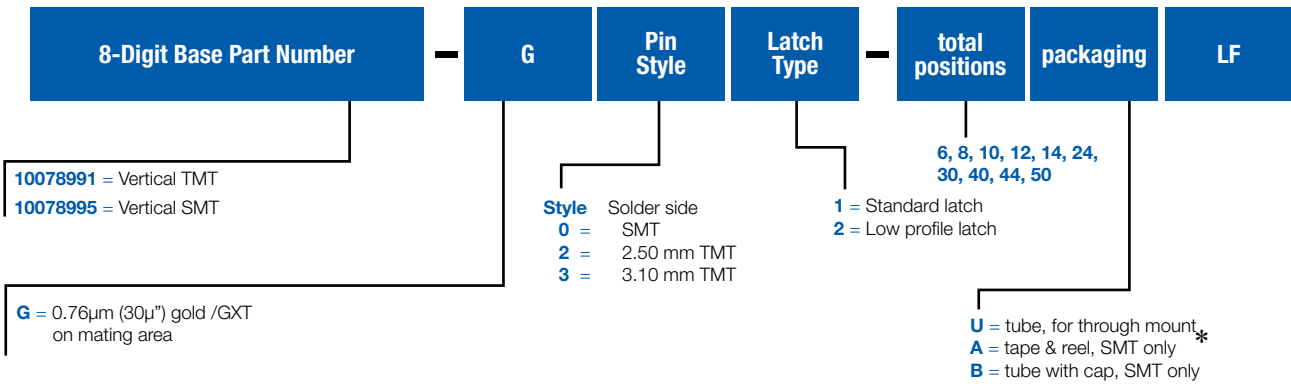 8-Digit Base Part Number
G
Pin
Style
Latch
Type
total
positions
packaging
LF
10078991 = Vertical TMT
10078995 = Vertical SMT
G = 0.76µm (30µ”) gold /GXT
on mating area
Style Solder side
0 = SMT
2 = 2.50 mm TMT
3 = 3.10 mm TMT
1 = Standard latch
2 = Low profile latch
6, 8, 10, 12, 14, 24,
30, 40, 44, 50
U = tube, for through mount
A = tape & reel, SMT only *
B = tube with cap, SMT only